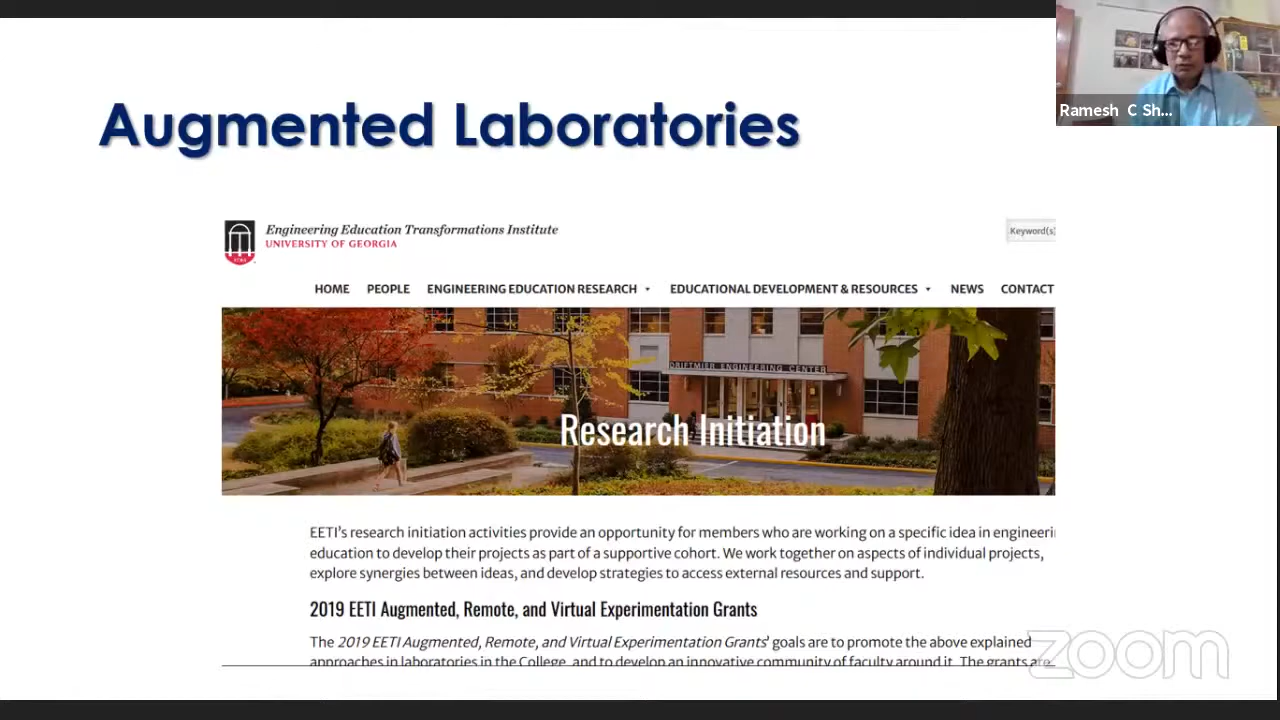 Augmented Laboratories
Ramesh C Sh...
Engineering Education Transformations Institute
UNIVERSITY OF GEORGIA
Keyword(s)
HOME PEOPLE ENGINEERING EDUCATION RESEARCH EDUCATIONAL DEVELOPMENT & RESOURCES NEWS CONTACT
DRIFTMIER ENGINEERING CENTER
Research Initiation
EETI's research initiation activities provide an opportunity for members who are working on a specific idea in engineeri
education to develop their projects as part of a supportive cohort. We work together on aspects of individual projects,
explore synergies between ideas, and develop strategies to access external resources and support.
2019 EETI Augmented, Remote, and Virtual Experimentation Grants
The 2019 EETI Augmented, Remote, and Virtual Experimentation Grants' goals are to promote the above explained
approaches in laboratories in the College, and to develop an innovative community of faculty around it. The grants are
zoom